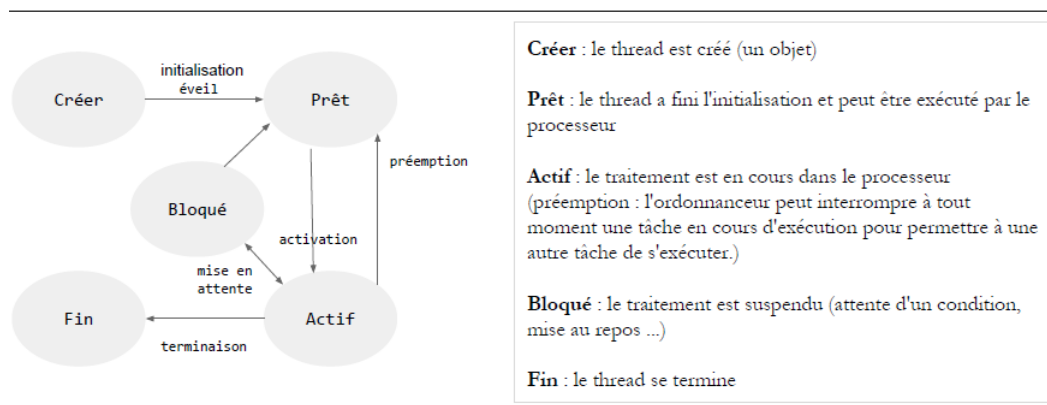 initialisation
éveil
Créer
Prêt
préemption
Bloqué
activation
mise en
attente
Fin
Actif
terminaison
Créer : le thread est créé (un objet)
Prêt : le thread a fini l'initialisation et peut être exécuté par le
processeur
Actif : le traitement est en cours dans le processeur
(préemption : l'ordonnanceur peut interrompre à tout
moment une tâche en cours d'exécution pour permettre à une
autre tâche de s'exécuter.)
Bloqué : le traitement est suspendu (attente d'un condition,
mise au repos ...)
Fin : le thread se termine